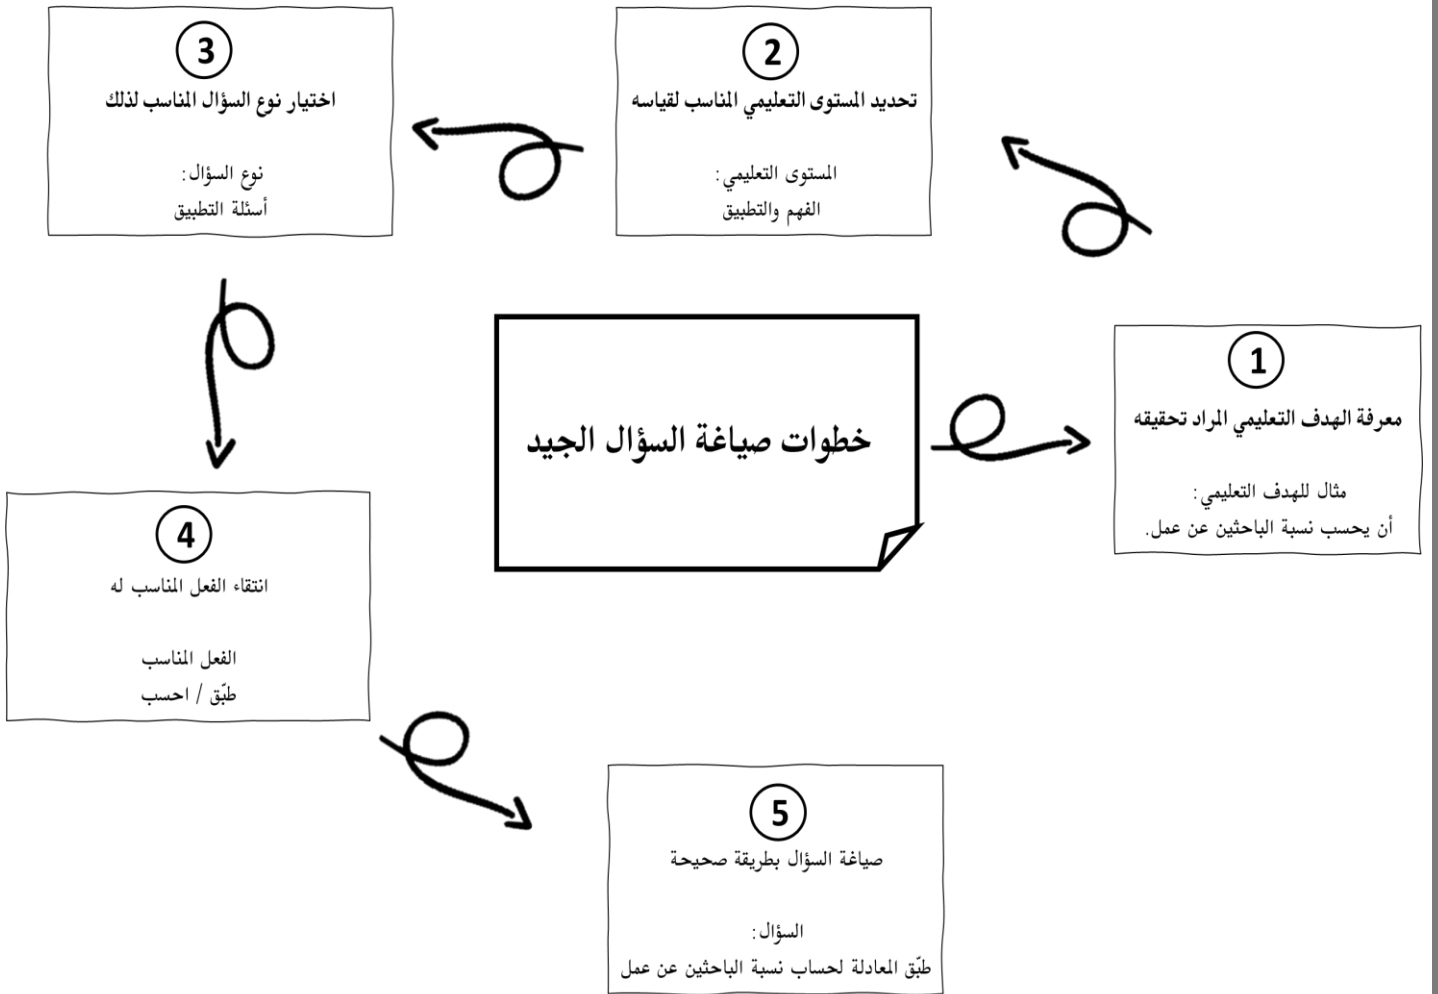 خطوات صياغة السؤال الجيد
1
معرفة الهدف التعليمي المراد تحقيقه
مثال للهدف التعليمي:
أن يحسب نسبة الباحثين عن عمل.
2
تحديد المستوى التعليمي المناسب لقياسه
المستوى التعليمي:
الفهم والتطبيق
3
اختيار نوع السؤال المناسب لذلك
نوع السؤال:
أسئلة التطبيق
4
انتقاء الفعل المناسب له
الفعل المناسب
طبّق / احسب
5
صياغة السؤال بطريقة صحيحة
السؤال:
طبّق المعادلة لحساب نسبة الباحثين عن عمل